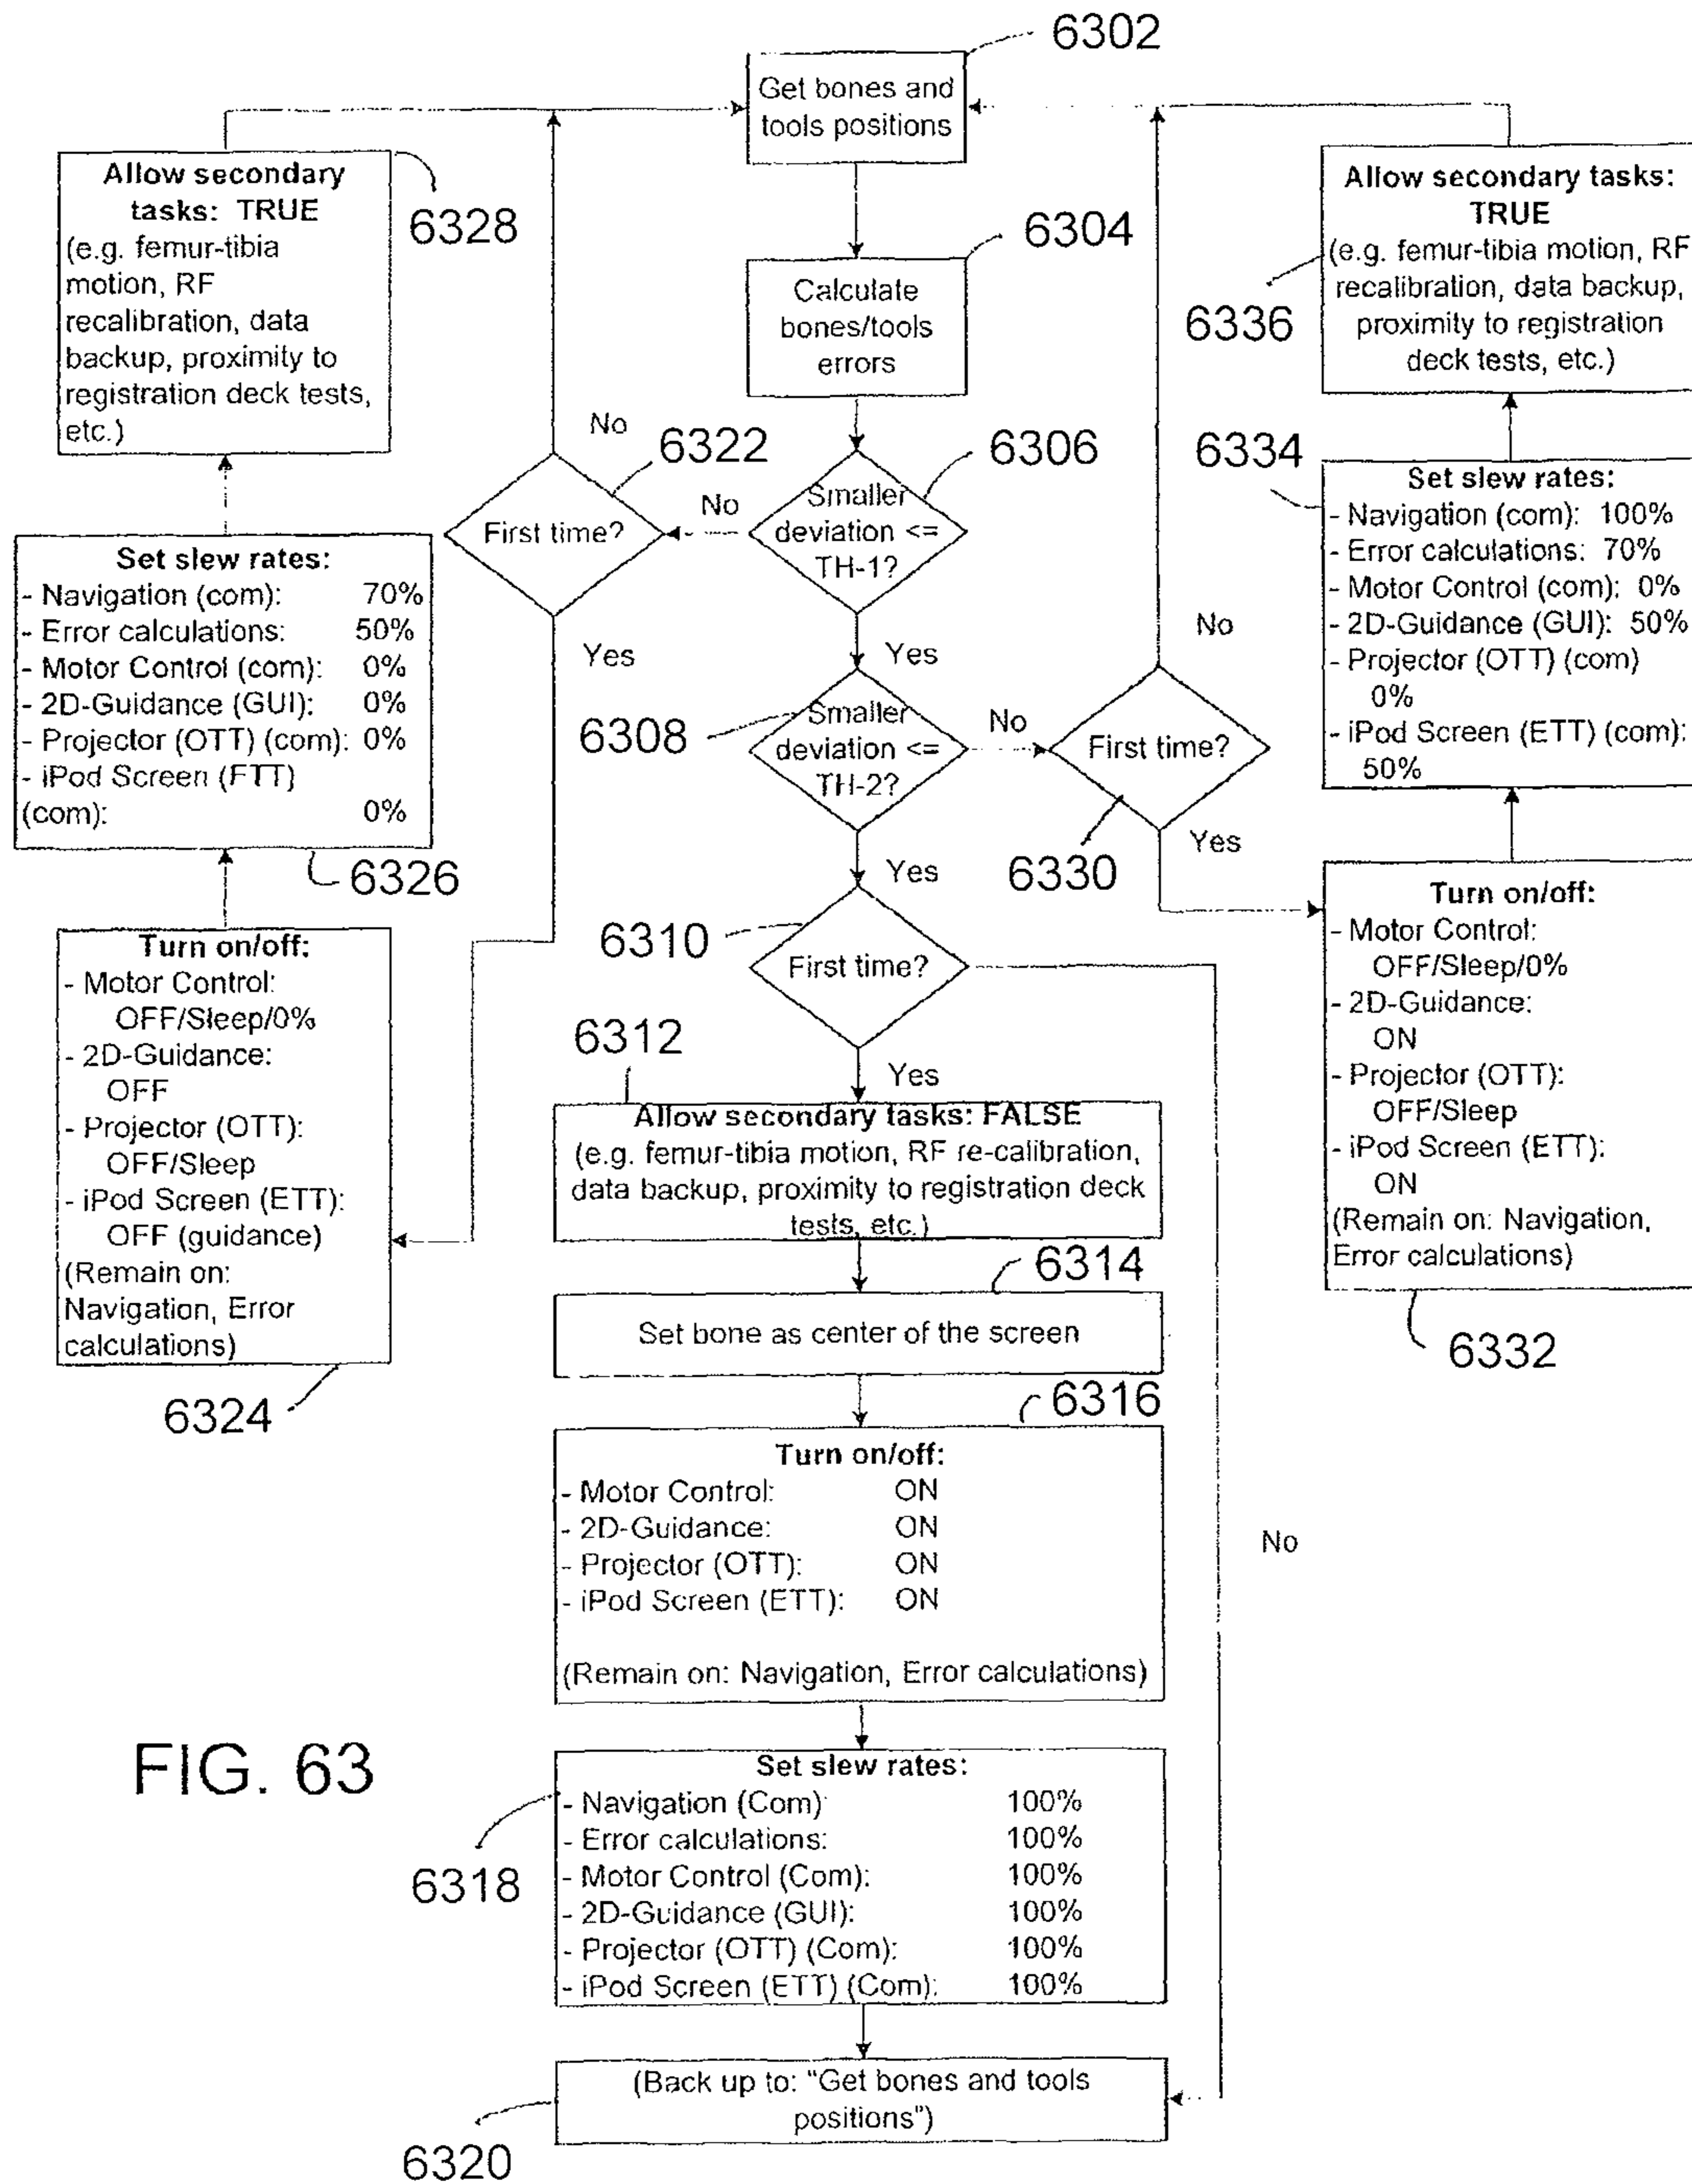 6302
Get bones and
tools positions
Allow secondary
tasks: TRUE
(e.g. femur-tibia
motion, RF
recalibration, data
backup, proximity to
registration deck tests,
etc.)
6328
6304
Calculate
bones/tools
errors
Allow secondary tasks:
TRUE
(e.g. femur-tibia motion, RF
recalibration, data backup,
proximity to registration
deck tests, etc.)
6336
No
6322
First time?
No
6306
Smaller
deviation <=
TH-1?
6334
Set slew rates:
- Navigation (com): 100%
- Error calculations: 70%
- Motor Control (com): 0%
- 2D-Guidance (GUI): 50%
- Projector (OTT) (com)
0%
- iPod Screen (ETT) (com):
50%
Set slew rates:
- Navigation (com): 70%
- Error calculations: 50%
- Motor Control (com): 0%
- 2D-Guidance (GUI): 0%
- Projector (OTT) (com): 0%
- iPod Screen (FTT)
(com): 0%
6326
Yes
Yes
No
6308
Smaller
deviation <=
TH-2?
No
First time?
6330
Yes
Yes
6310
First time?
Turn on/off:
- Motor Control:
OFF/Sleep/0%
- 2D-Guidance:
ON
- Projector (OTT):
OFF/Sleep
- iPod Screen (ETT):
ON
(Remain on: Navigation,
Error calculations)
6332
Turn on/off:
- Motor Control:
OFF/Sleep/0%
- 2D-Guidance:
OFF
- Projector (OTT):
OFF/Sleep
- iPod Screen (ETT):
OFF (guidance)
(Remain on:
Navigation, Error
calculations)
6324
6312
Yes
Allow secondary tasks: FALSE
(e.g. femur-tibia motion, RF re-calibration,
data backup, proximity to registration deck
tests, etc.)
6314
Set bone as center of the screen
6316
Turn on/off:
- Motor Control: ON
- 2D-Guidance: ON
- Projector (OTT): ON
- iPod Screen (ETT): ON
(Remain on: Navigation, Error calculations)
No
FIG. 63
Set slew rates:
- Navigation (Com) 100%
- Error calculations: 100%
- Motor Control (Com): 100%
- 2D-Guidance (GUI): 100%
- Projector (OTT) (Com): 100%
- iPod Screen (ETT) (Com): 100%
6318
(Back up to: "Get bones and tools
positions")
6320